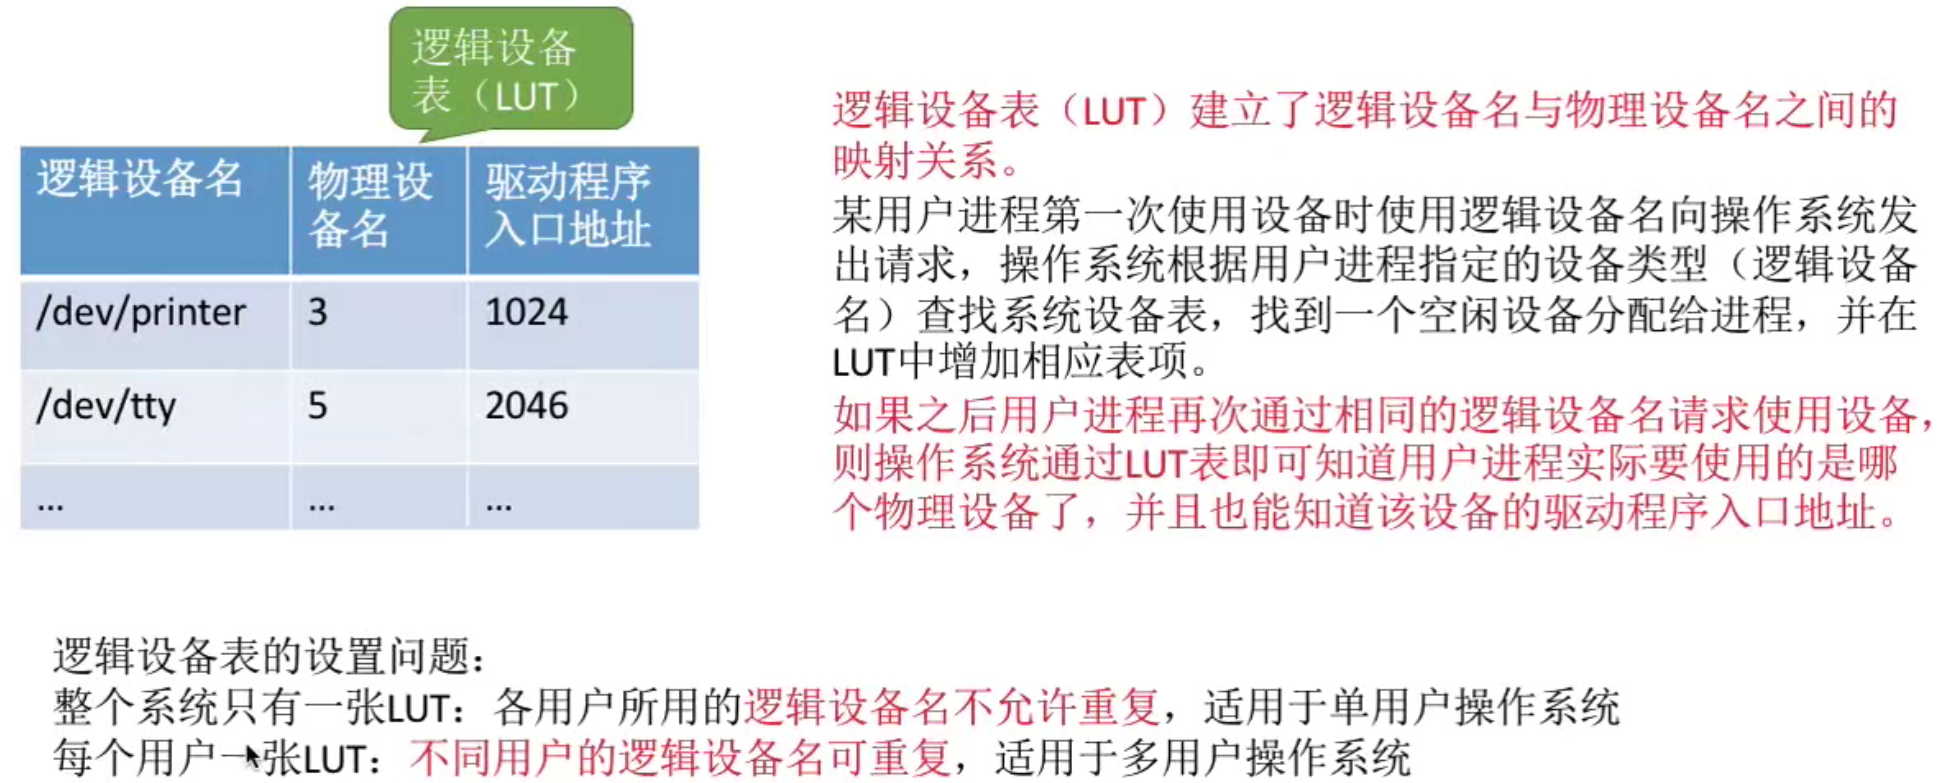 逻辑设备
表（LUT）
逻辑设备名 物理设 驱动程序
备名 入口地址
/dev/printer 3 1024
/dev/tty 5 2046
... ... ...
逻辑设备表（LUT）建立了逻辑设备名与物理设备名之间的
映射关系。
某用户进程第一次使用设备时使用逻辑设备名向操作系统发
出请求，操作系统根据用户进程指定的设备类型（逻辑设备
名）查找系统设备表，找到一个空闲设备分配给进程，并在
LUT中增加相应表项。
如果之后用户进程再次通过相同的逻辑设备名请求使用设备，
则操作系统通过LUT表即可知道用户进程实际要使用的是哪
个物理设备了，并且也能知道该设备的驱动程序入口地址。
逻辑设备表的设置问题：
整个系统只有一张LUT：各用户所用的逻辑设备名不允许重复，适用于单用户操作系统
每个用户一张LUT：不同用户的逻辑设备名可重复，适用于多用户操作系统